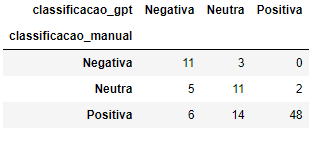 classificacao_gpt Negativa Neutra Positiva
classificacao_manual
Negativa 11 3 0
Neutra 5 11 2
Positiva 6 14 48